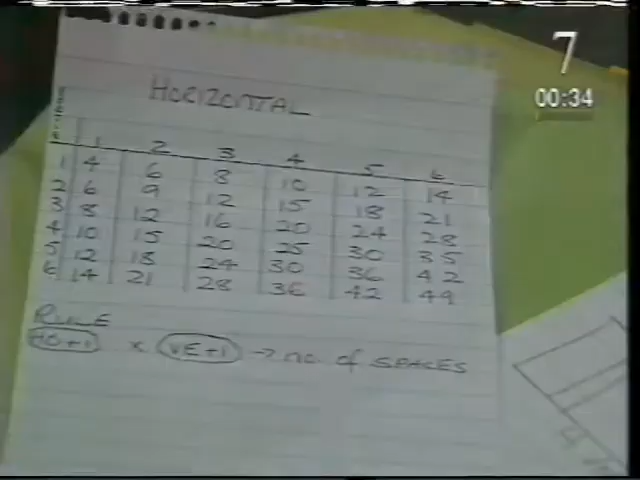 7
00:34
HORIZONTAL
1 2 3 4 5 6
1 4 6 8 10 12 14
2 6 9 12 15 18 21
3 8 12 16 20 24 28
4 10 15 20 25 30 35
5 12 18 24 30 36 42
6 14 21 28 36 42 49
RULE
HO+1 x VE+1 → no. of SPACES